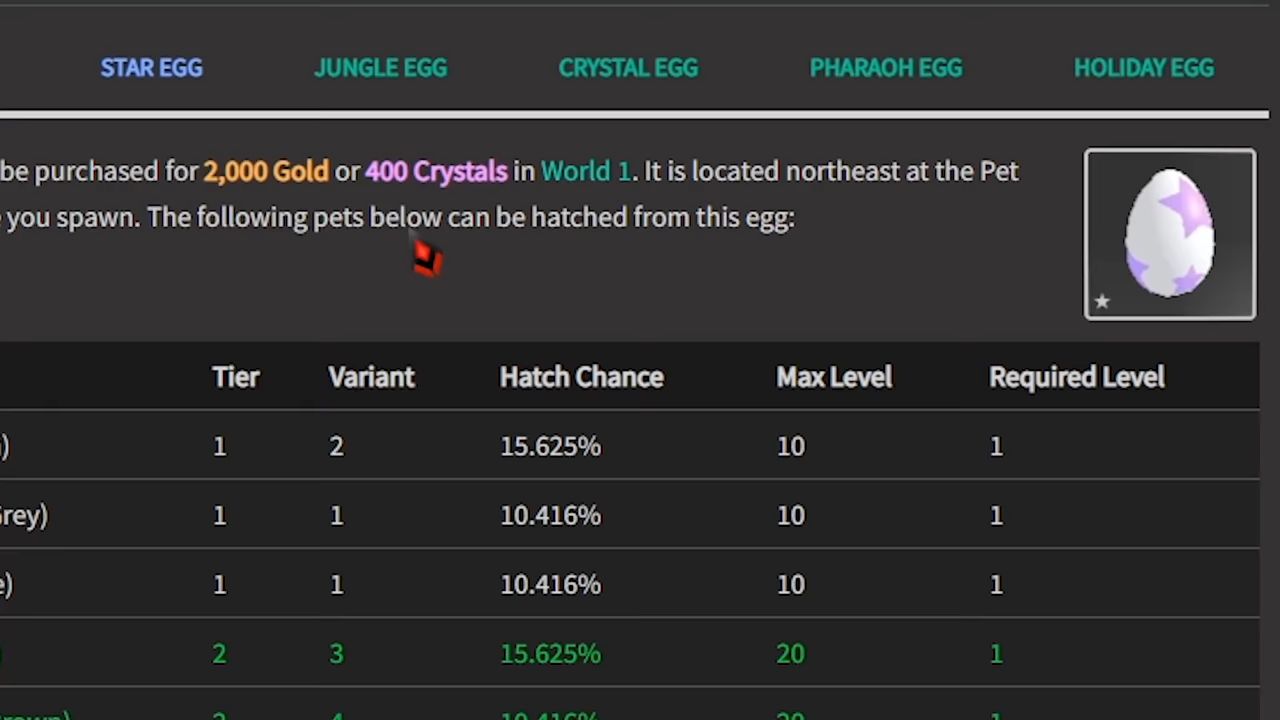 STAR EGG JUNGLE EGG CRYSTAL EGG PHARAOH EGG HOLIDAY EGG
be purchased for 2,000 Gold or 400 Crystals in World 1. It is located northeast at the Pet
you spawn. The following pets below can be hatched from this egg:
Tier Variant Hatch Chance Max Level Required Level
1 2 15.625% 10 1
Grey) 1 1 10.416% 10 1
e) 1 1 10.416% 10 1
2 3 15.625% 20 1